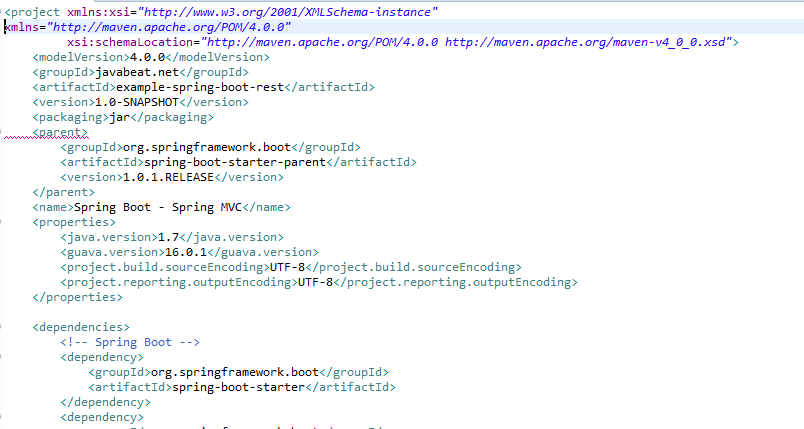 <project xmlns:xsi="http://www.w3.org/2001/XMLSchema-instance"
xmlns="http://maven.apache.org/POM/4.0.0"
xsi:schemaLocation="http://maven.apache.org/POM/4.0.0 http://maven.apache.org/maven-v4_0_0.xsd">
<modelVersion>4.0.0</modelVersion>
<groupId>javabeat.net</groupId>
<artifactId>example-spring-boot-rest</artifactId>
<version>1.0-SNAPSHOT</version>
<packaging>jar</packaging>
<parent>
<groupId>org.springframework.boot</groupId>
<artifactId>spring-boot-starter-parent</artifactId>
<version>1.0.1.RELEASE</version>
</parent>
<name>Spring Boot - Spring MVC</name>
<properties>
<java.version>1.7</java.version>
<guava.version>16.0.1</guava.version>
<project.build.sourceEncoding>UTF-8</project.build.sourceEncoding>
<project.reporting.outputEncoding>UTF-8</project.reporting.outputEncoding>
</properties>
<dependencies>
<!-- Spring Boot -->
<dependency>
<groupId>org.springframework.boot</groupId>
<artifactId>spring-boot-starter</artifactId>
</dependency>
<dependency>